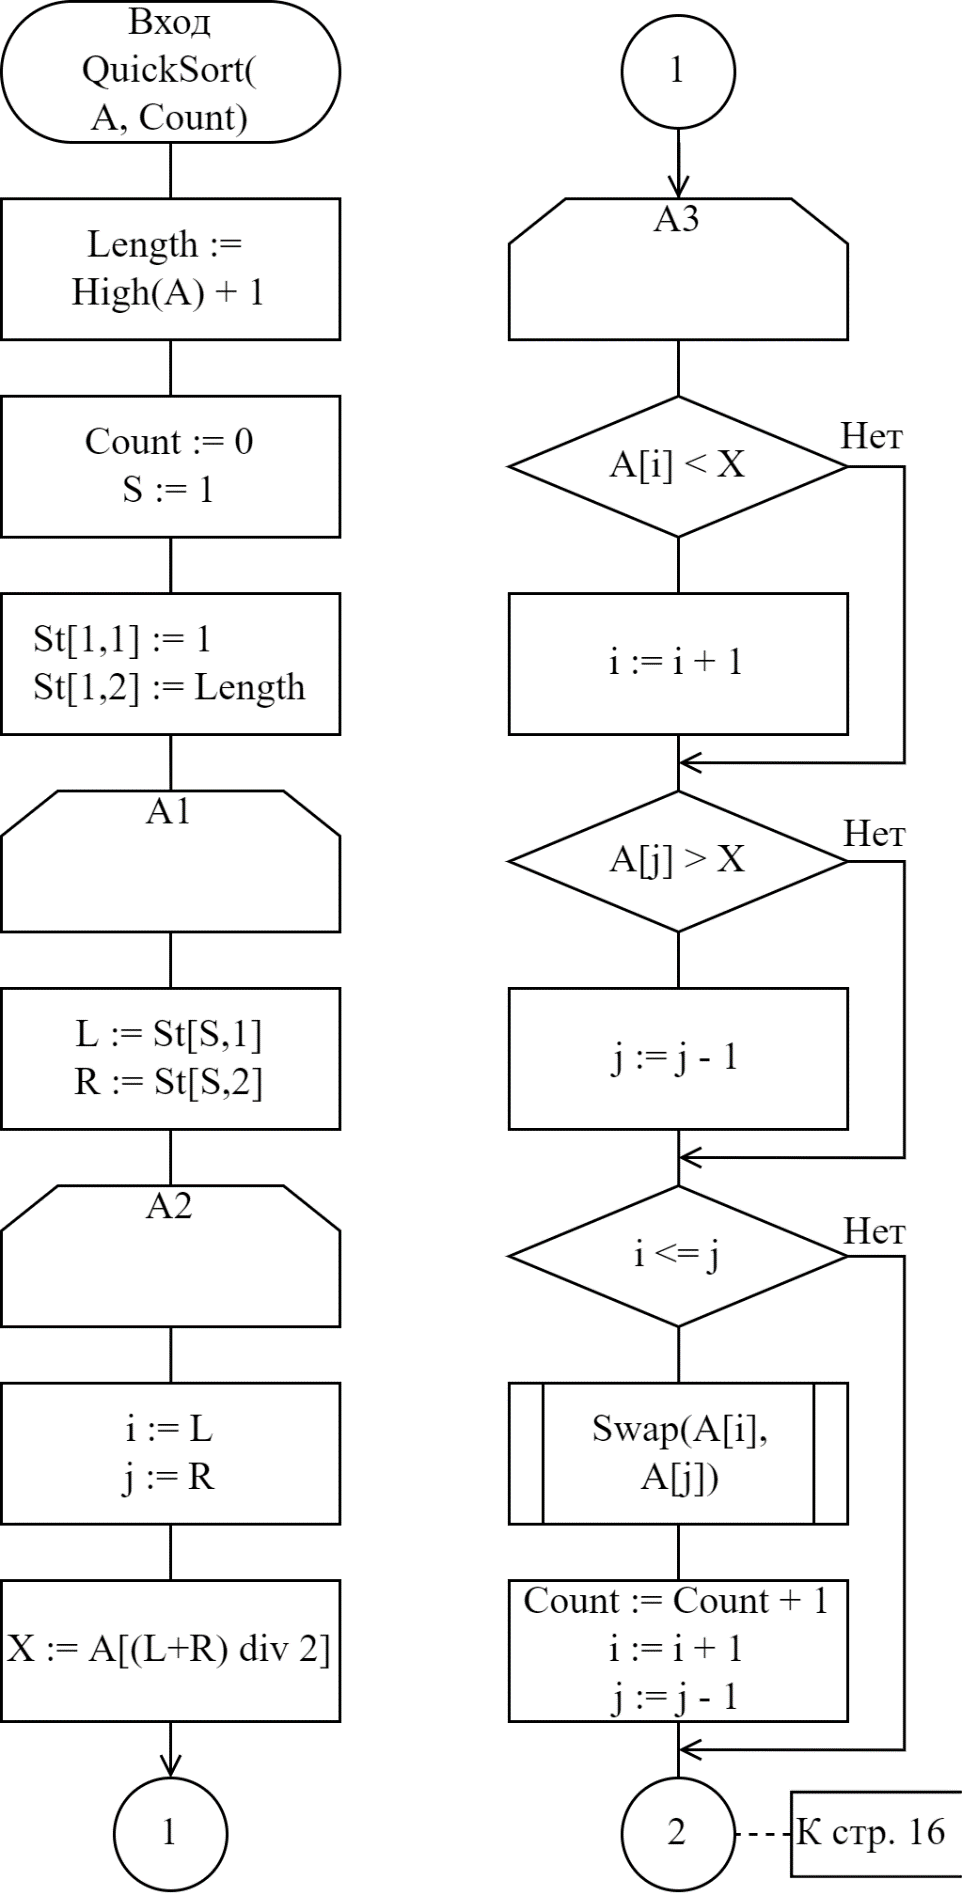 Вход
QuickSort(
A, Count)
Length :=
High(A) + 1
Count := 0
S := 1
St[1,1] := 1
St[1,2] := Length
A1
L := St[S,1]
R := St[S,2]
A2
i := L
j := R
X := A[(L+R) div 2]
1
1
A3
A[i] < X
Нет
i := i + 1
A[j] > X
Нет
j := j - 1
i <= j
Нет
Swap(A[i],
A[j])
Count := Count + 1
i := i + 1
j := j - 1
2
К стр. 16